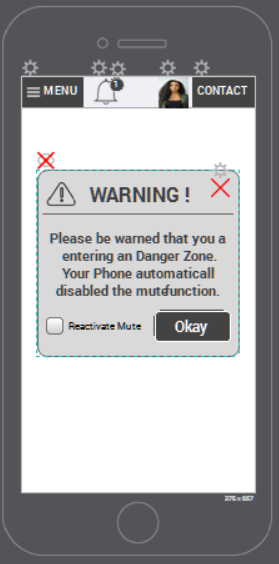 1
MENU
CONTACT
WARNING !
Please be warned that you a
entering an Danger Zone.
Your Phone automaticall
disabled the mutefunction.
Reactivate Mute
Okay
375 x 667